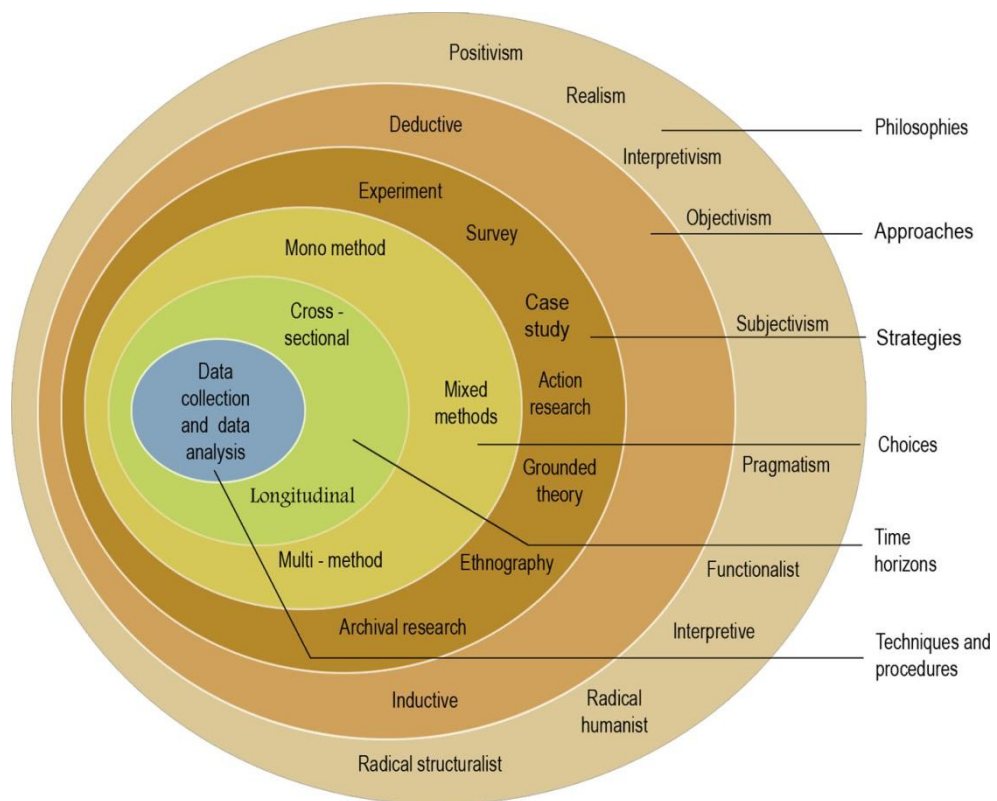 Positivism
Realism
Philosophies
Deductive
Interpretivism
Experiment
Objectivism
Approaches
Survey
Mono method
Case
study
Cross -
sectional
Subjectivism
Strategies
Data
collection
and data
analysis
Mixed
methods
Action
research
Choices
Pragmatism
Grounded
theory
Longitudinal
Time
horizons
Multi - method
Ethnography
Functionalist
Archival research
Interpretive
Techniques and
procedures
Inductive
Radical
humanist
Radical structuralist